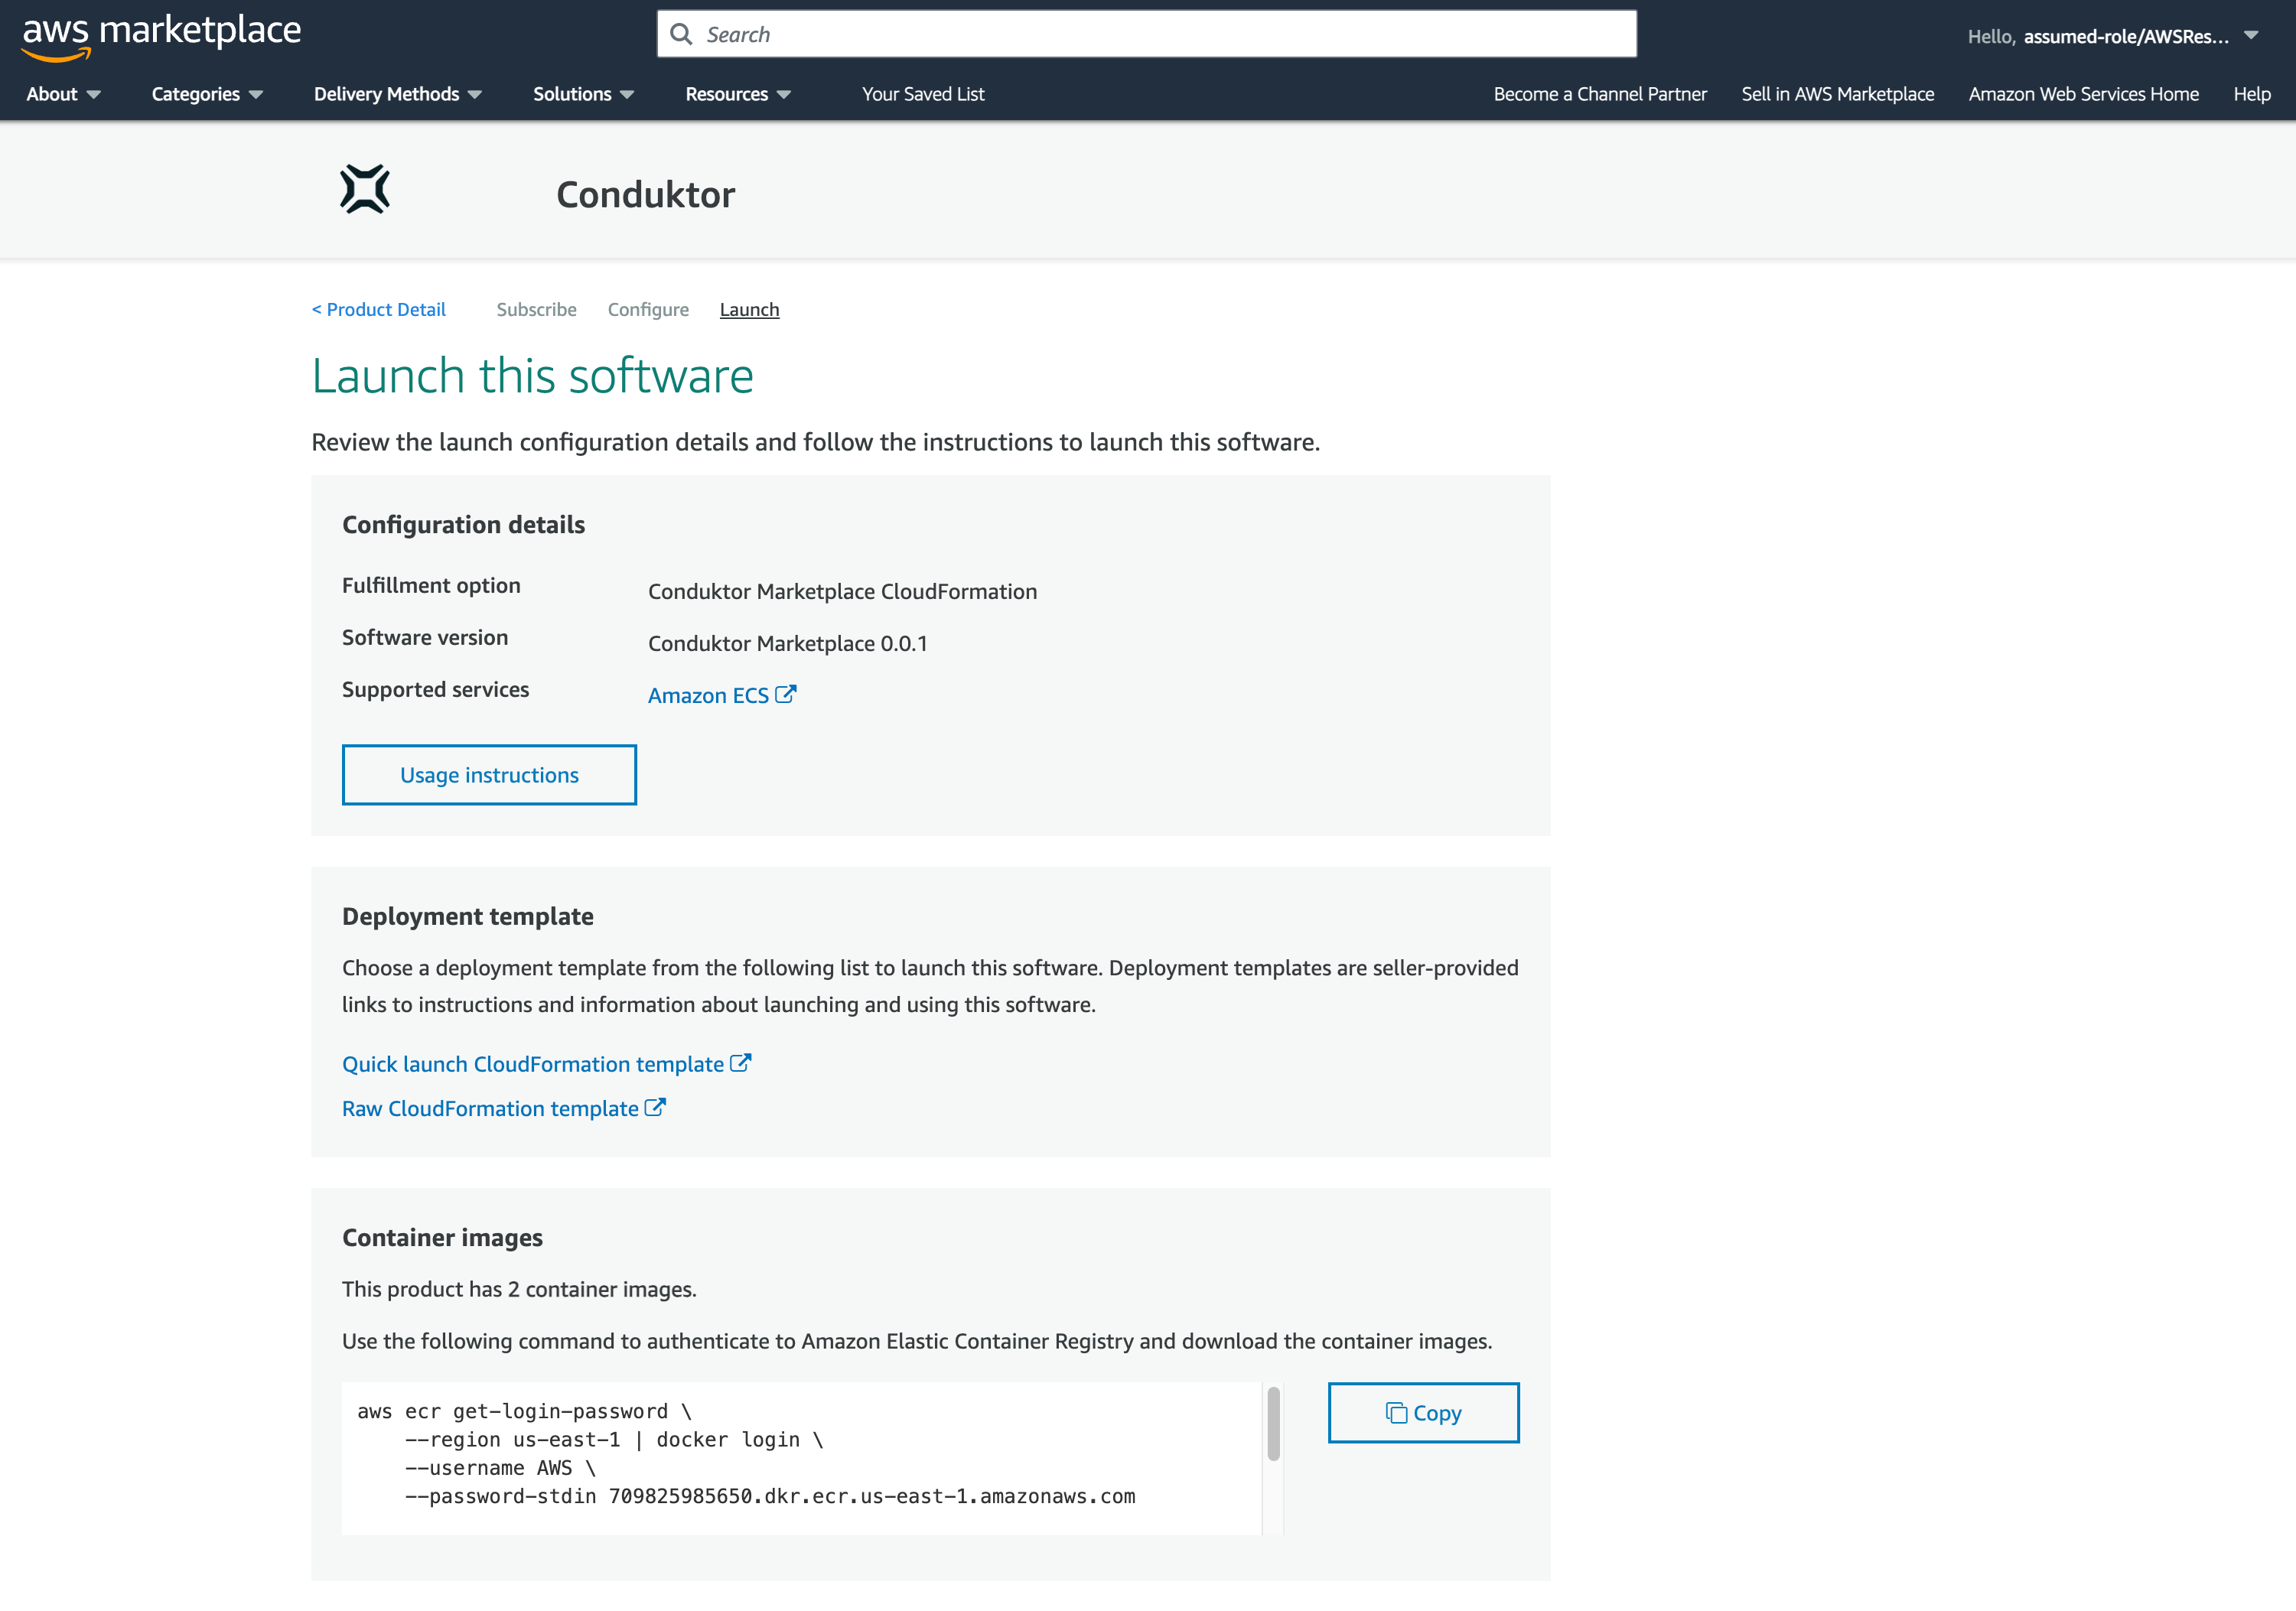 aws marketplace
Search
Hello, assumed-role/AWSRes...
About
Categories
Delivery Methods
Solutions
Resources
Your Saved List
Become a Channel Partner
Sell in AWS Marketplace
Amazon Web Services Home
Help
Conduktor
< Product Detail
Subscribe
Configure
Launch
Launch this software
Review the launch configuration details and follow the instructions to launch this software.
Configuration details
Fulfillment option
Conduktor Marketplace CloudFormation
Software version
Conduktor Marketplace 0.0.1
Supported services
Amazon ECS
Usage instructions
Deployment template
Choose a deployment template from the following list to launch this software. Deployment templates are seller-provided
links to instructions and information about launching and using this software.
Quick launch CloudFormation template
Raw CloudFormation template
Container images
This product has 2 container images.
Use the following command to authenticate to Amazon Elastic Container Registry and download the container images.
aws ecr get-login-password \
--region us-east-1 | docker login \
--username AWS \
--password-stdin 709825985650.dkr.ecr.us-east-1.amazonaws.com
Copy